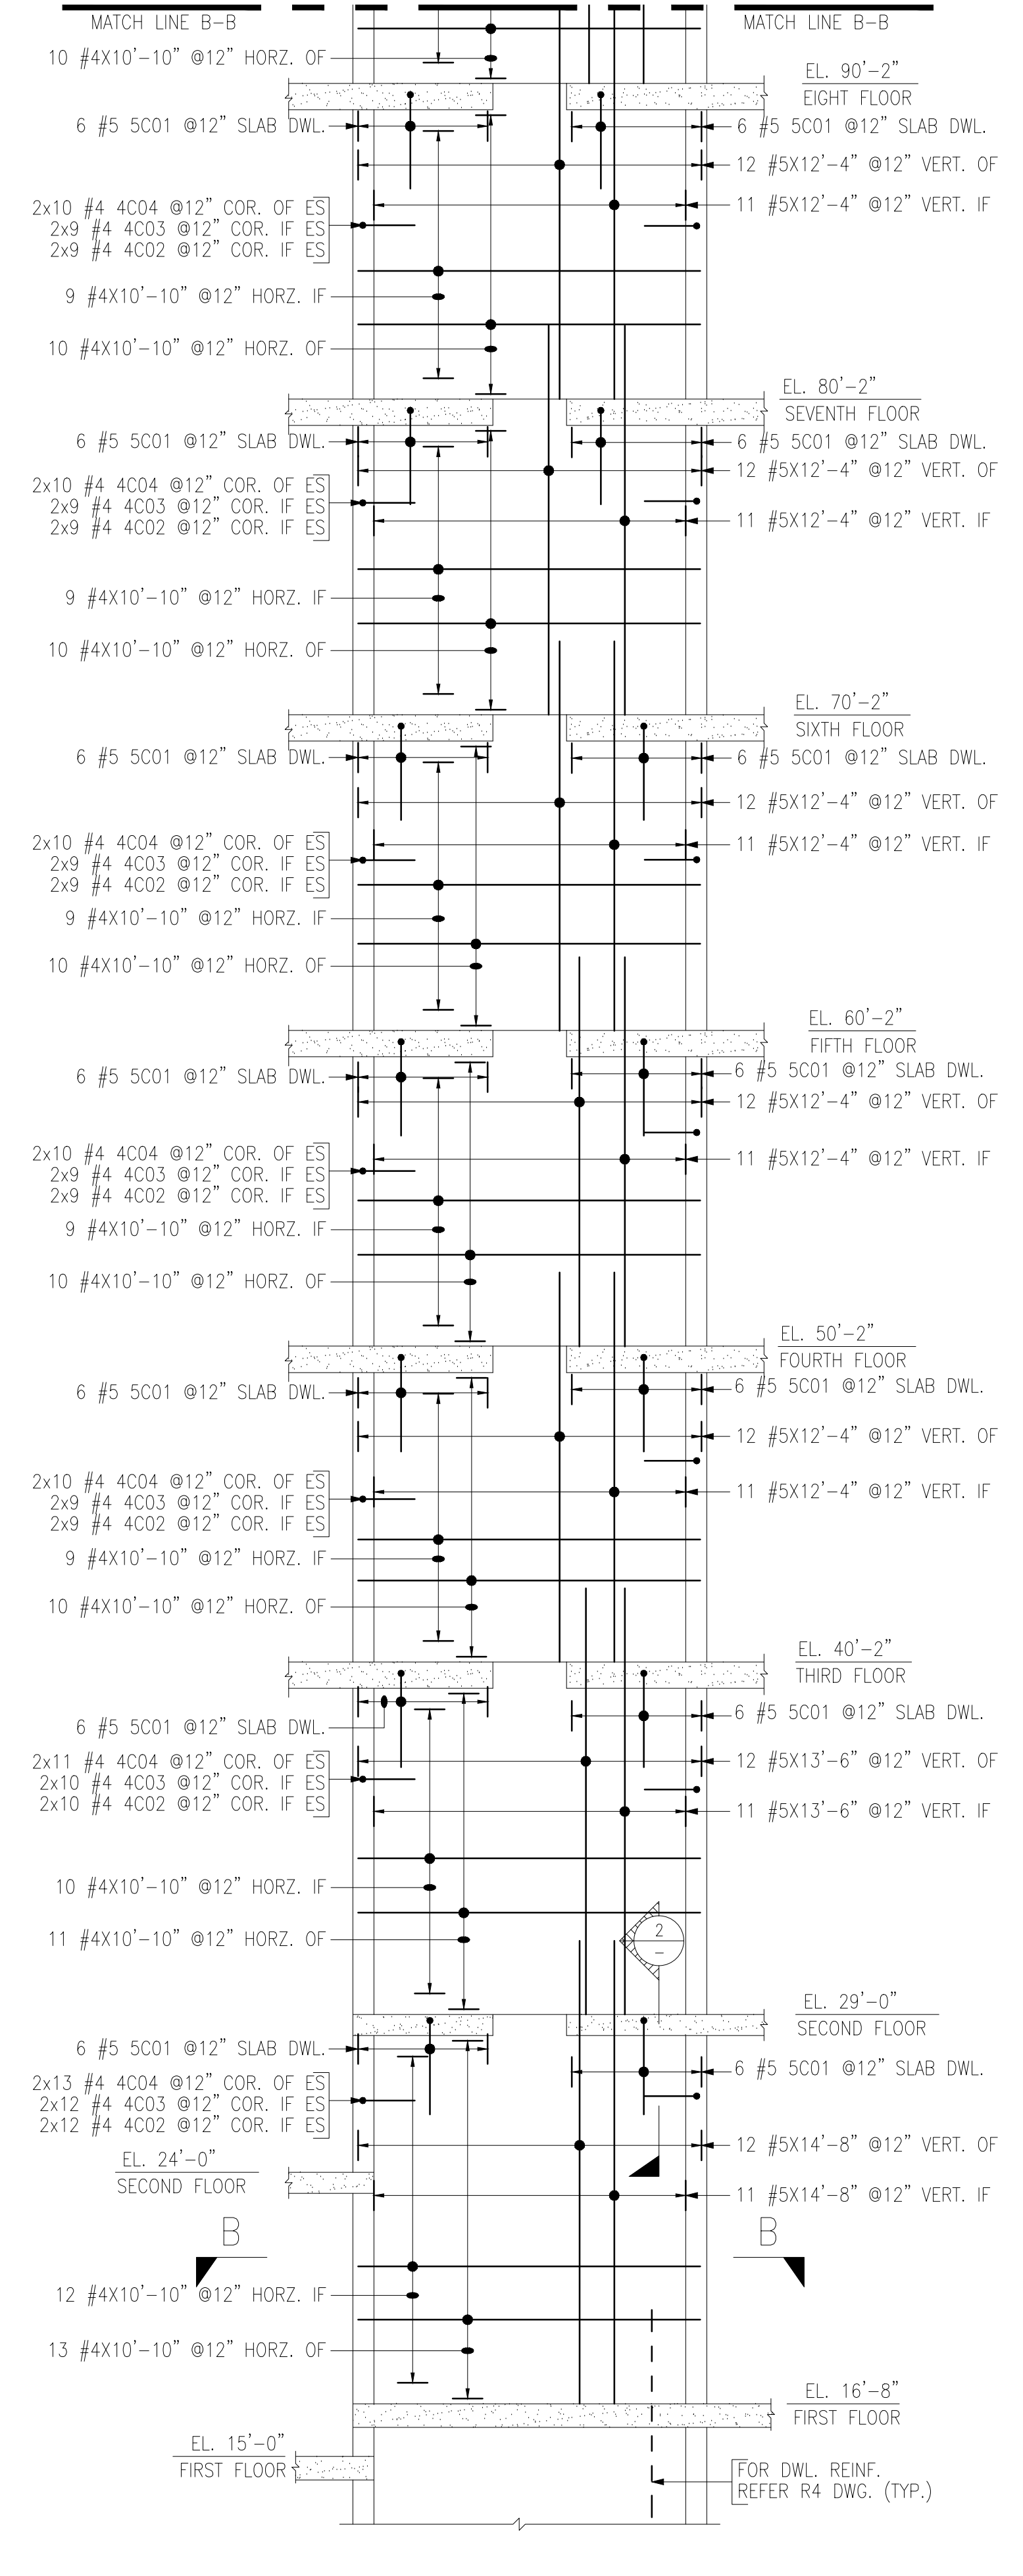 MATCH LINE B-B
MATCH LINE B-B
10 #4X10'-10" @12" HORZ. OF
EL. 90'-2"
EIGHT FLOOR
6 #5 5C01 @12" SLAB DWL.
6 #5 5C01 @12" SLAB DWL.
12 #5X12'-4" @12" VERT. OF
2x10 #4 4C04 @12" COR. OF ES
2x9 #4 4C03 @12" COR. IF ES
2x9 #4 4C02 @12" COR. IF ES
11 #5X12'-4" @12" VERT. IF
9 #4X10'-10" @12" HORZ. IF
10 #4X10'-10" @12" HORZ. OF
EL. 80'-2"
SEVENTH FLOOR
6 #5 5C01 @12" SLAB DWL.
6 #5 5C01 @12" SLAB DWL.
12 #5X12'-4" @12" VERT. OF
2x10 #4 4C04 @12" COR. OF ES
2x9 #4 4C03 @12" COR. IF ES
2x9 #4 4C02 @12" COR. IF ES
11 #5X12'-4" @12" VERT. IF
9 #4X10'-10" @12" HORZ. IF
10 #4X10'-10" @12" HORZ. OF
EL. 70'-2"
SIXTH FLOOR
6 #5 5C01 @12" SLAB DWL.
6 #5 5C01 @12" SLAB DWL.
12 #5X12'-4" @12" VERT. OF
2x10 #4 4C04 @12" COR. OF ES
2x9 #4 4C03 @12" COR. IF ES
2x9 #4 4C02 @12" COR. IF ES
11 #5X12'-4" @12" VERT. IF
9 #4X10'-10" @12" HORZ. IF
10 #4X10'-10" @12" HORZ. OF
EL. 60'-2"
FIFTH FLOOR
6 #5 5C01 @12" SLAB DWL.
6 #5 5C01 @12" SLAB DWL.
12 #5X12'-4" @12" VERT. OF
2x10 #4 4C04 @12" COR. OF ES
2x9 #4 4C03 @12" COR. IF ES
2x9 #4 4C02 @12" COR. IF ES
11 #5X12'-4" @12" VERT. IF
9 #4X10'-10" @12" HORZ. IF
10 #4X10'-10" @12" HORZ. OF
EL. 50'-2"
FOURTH FLOOR
6 #5 5C01 @12" SLAB DWL.
6 #5 5C01 @12" SLAB DWL.
12 #5X12'-4" @12" VERT. OF
2x10 #4 4C04 @12" COR. OF ES
2x9 #4 4C03 @12" COR. IF ES
2x9 #4 4C02 @12" COR. IF ES
11 #5X12'-4" @12" VERT. IF
9 #4X10'-10" @12" HORZ. IF
10 #4X10'-10" @12" HORZ. OF
EL. 40'-2"
THIRD FLOOR
6 #5 5C01 @12" SLAB DWL.
6 #5 5C01 @12" SLAB DWL.
2x11 #4 4C04 @12" COR. OF ES
2x10 #4 4C03 @12" COR. IF ES
2x10 #4 4C02 @12" COR. IF ES
12 #5X13'-6" @12" VERT. OF
11 #5X13'-6" @12" VERT. IF
10 #4X10'-10" @12" HORZ. IF
11 #4X10'-10" @12" HORZ. OF
2
-
EL. 29'-0"
SECOND FLOOR
6 #5 5C01 @12" SLAB DWL.
6 #5 5C01 @12" SLAB DWL.
2x13 #4 4C04 @12" COR. OF ES
2x12 #4 4C03 @12" COR. IF ES
2x12 #4 4C02 @12" COR. IF ES
12 #5X14'-8" @12" VERT. OF
EL. 24'-0"
SECOND FLOOR
11 #5X14'-8" @12" VERT. IF
B
B
12 #4X10'-10" @12" HORZ. IF
13 #4X10'-10" @12" HORZ. OF
EL. 16'-8"
FIRST FLOOR
EL. 15'-0"
FIRST FLOOR
FOR DWL. REINF.
REFER R4 DWG. (TYP.)